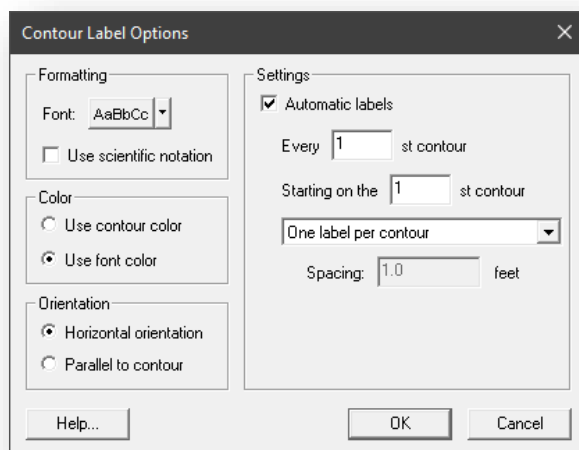 Contour Label Options
Formatting
Font: AaBbCc
Use scientific notation
Color
Use contour color
Use font color
Orientation
Horizontal orientation
Parallel to contour
Settings
Automatic labels
Every 1 st contour
Starting on the 1 st contour
One label per contour
Spacing: 1.0 feet
Help...
OK
Cancel